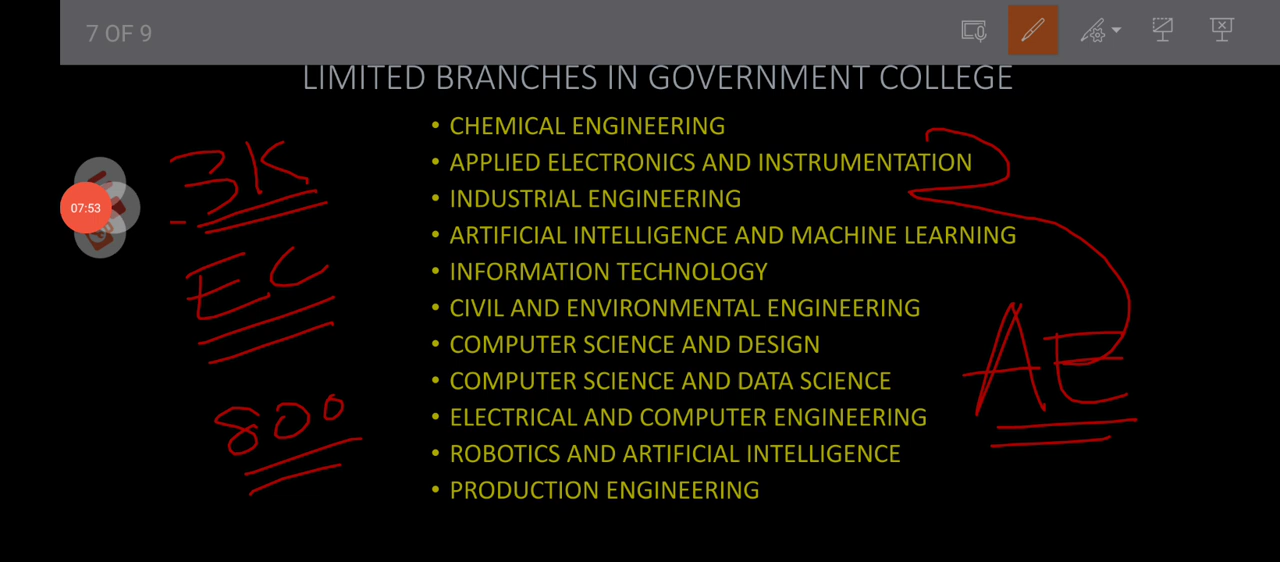 7 OF 9
LIMITED BRANCHES IN GOVERNMENT COLLEGE
• CHEMICAL ENGINEERING
• APPLIED ELECTRONICS AND INSTRUMENTATION
• INDUSTRIAL ENGINEERING
• ARTIFICIAL INTELLIGENCE AND MACHINE LEARNING
• INFORMATION TECHNOLOGY
• CIVIL AND ENVIRONMENTAL ENGINEERING
• COMPUTER SCIENCE AND DESIGN
• COMPUTER SCIENCE AND DATA SCIENCE
• ELECTRICAL AND COMPUTER ENGINEERING
• ROBOTICS AND ARTIFICIAL INTELLIGENCE
• PRODUCTION ENGINEERING
3K
07:53
EC
800
AE